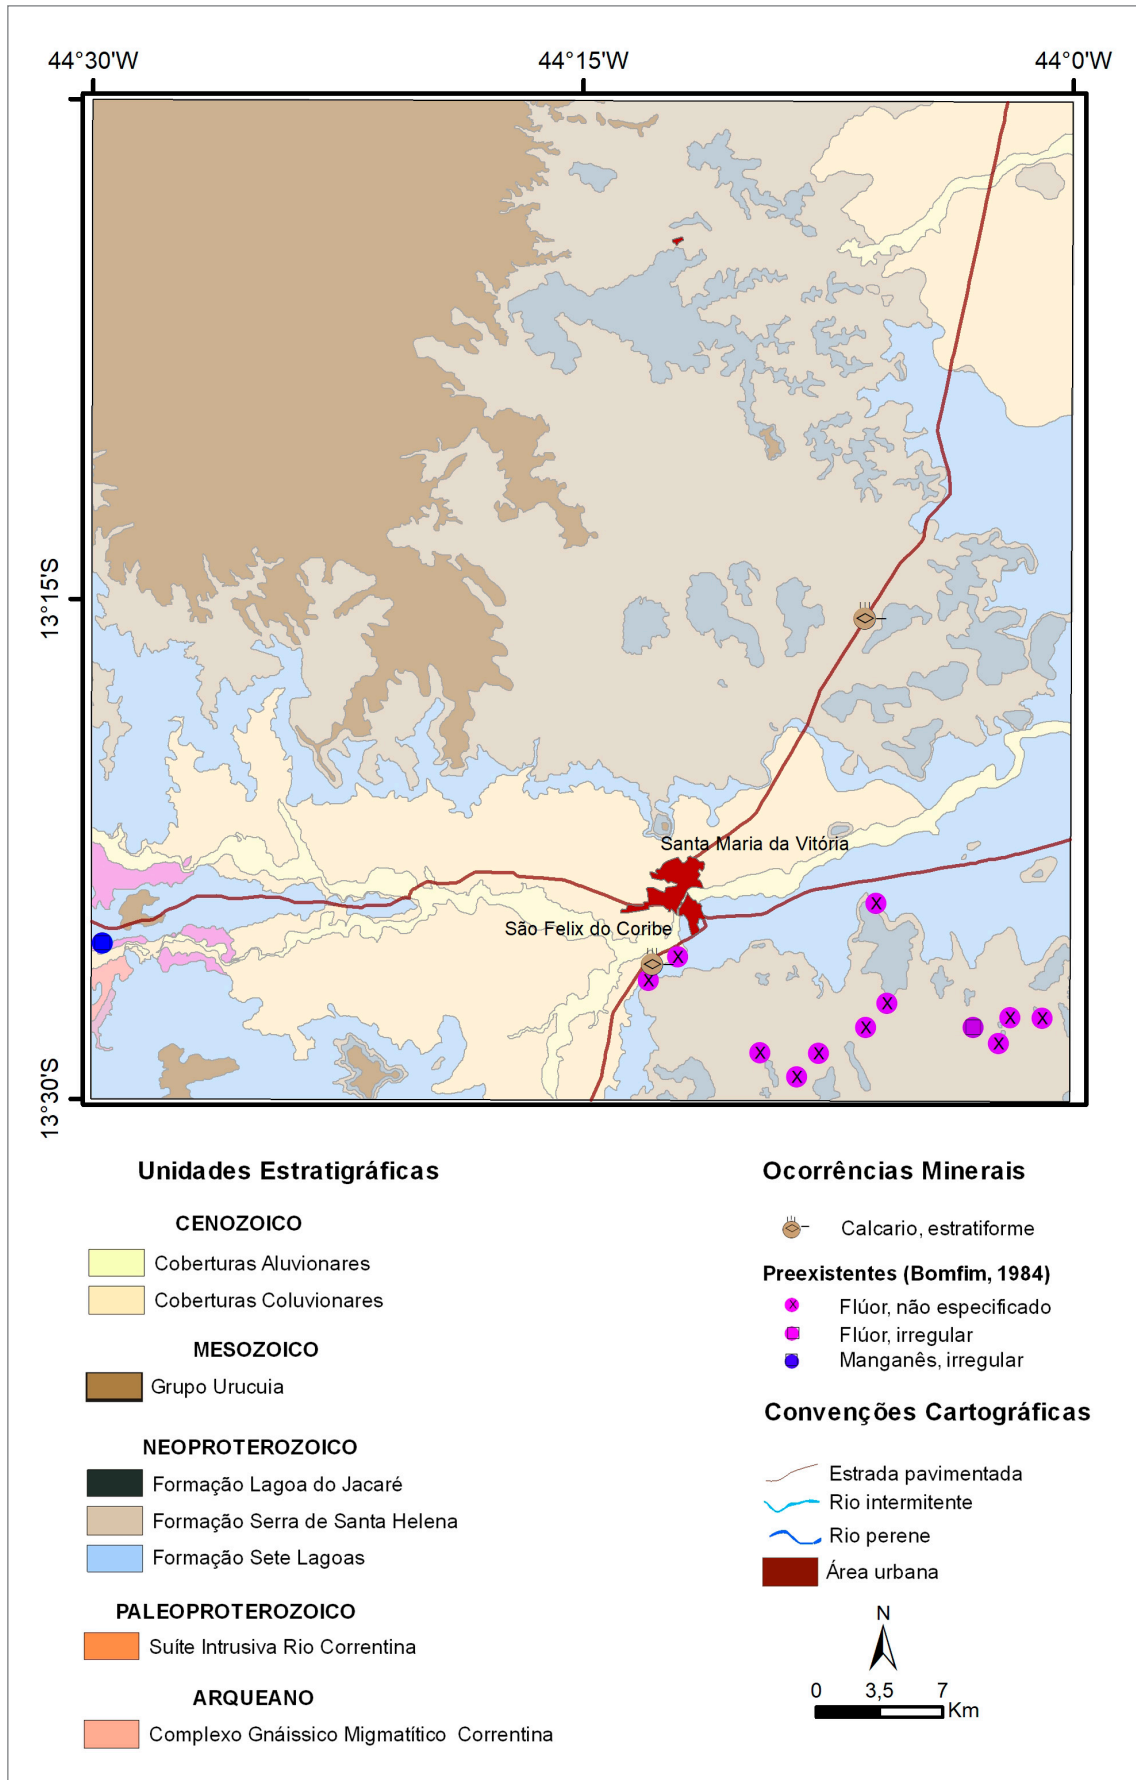 44°30'W
44°15'W
44°0'W
13°15'S
Santa Maria da Vitória
São Felix do Coribe
X
X
X
X
X
X
X
X
X
X
X
13°30'S
Unidades Estratigráficas
CENOZOICO
Coberturas Aluvionares
Coberturas Coluvionares
MESOZOICO
Grupo Urucuia
NEOPROTEROZOICO
Formação Lagoa do Jacaré
Formação Serra de Santa Helena
Formação Sete Lagoas
PALEOPROTEROZOICO
Suíte Intrusiva Rio Correntina
ARQUEANO
Complexo Gnáissico Migmatítico Correntina
Ocorrências Minerais
Calcario, estratiforme
Preexistentes (Bomfim, 1984)
X
Flúor, não especificado
Flúor, irregular
Manganês, irregular
Convenções Cartográficas
Estrada pavimentada
Rio intermitente
Rio perene
Área urbana
N
0 3,5 7
Km